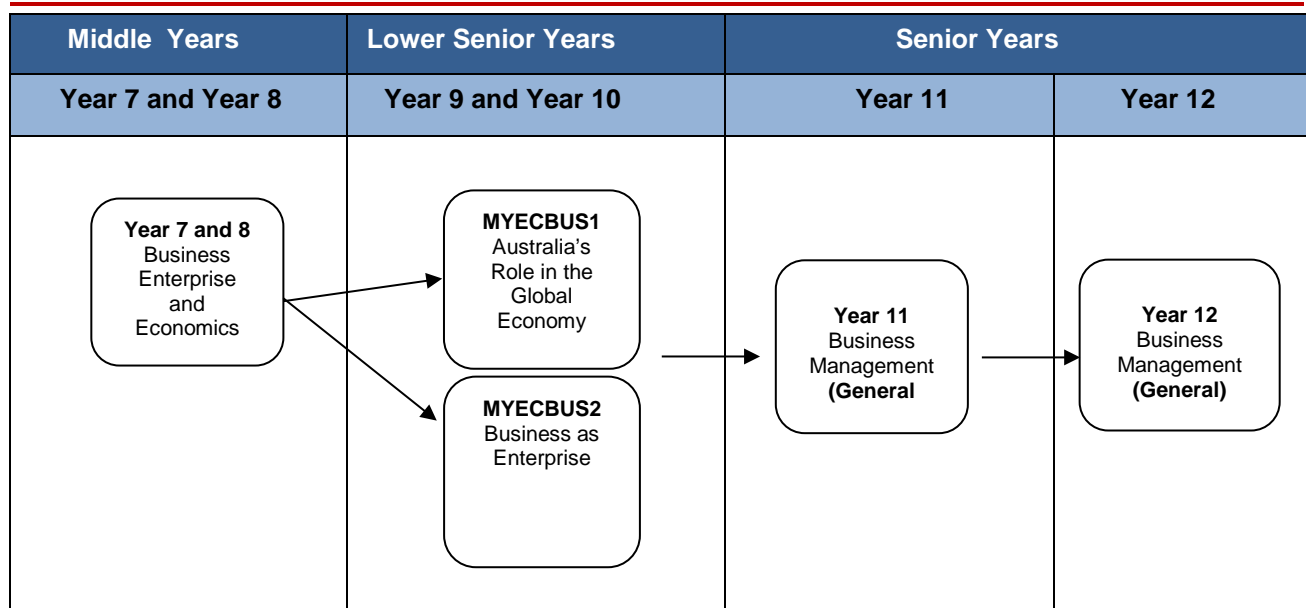 Middle Years
Lower Senior Years
Senior Years
Year 7 and Year 8
Year 9 and Year 10
Year 11
Year 12
Year 7 and 8
Business
Enterprise
and
Economics
MYECBUS1
Australia’s
Role in the
Global
Economy
MYECBUS2
Business as
Enterprise
Year 11
Business
Management
(General
Year 12
Business
Management
(General)